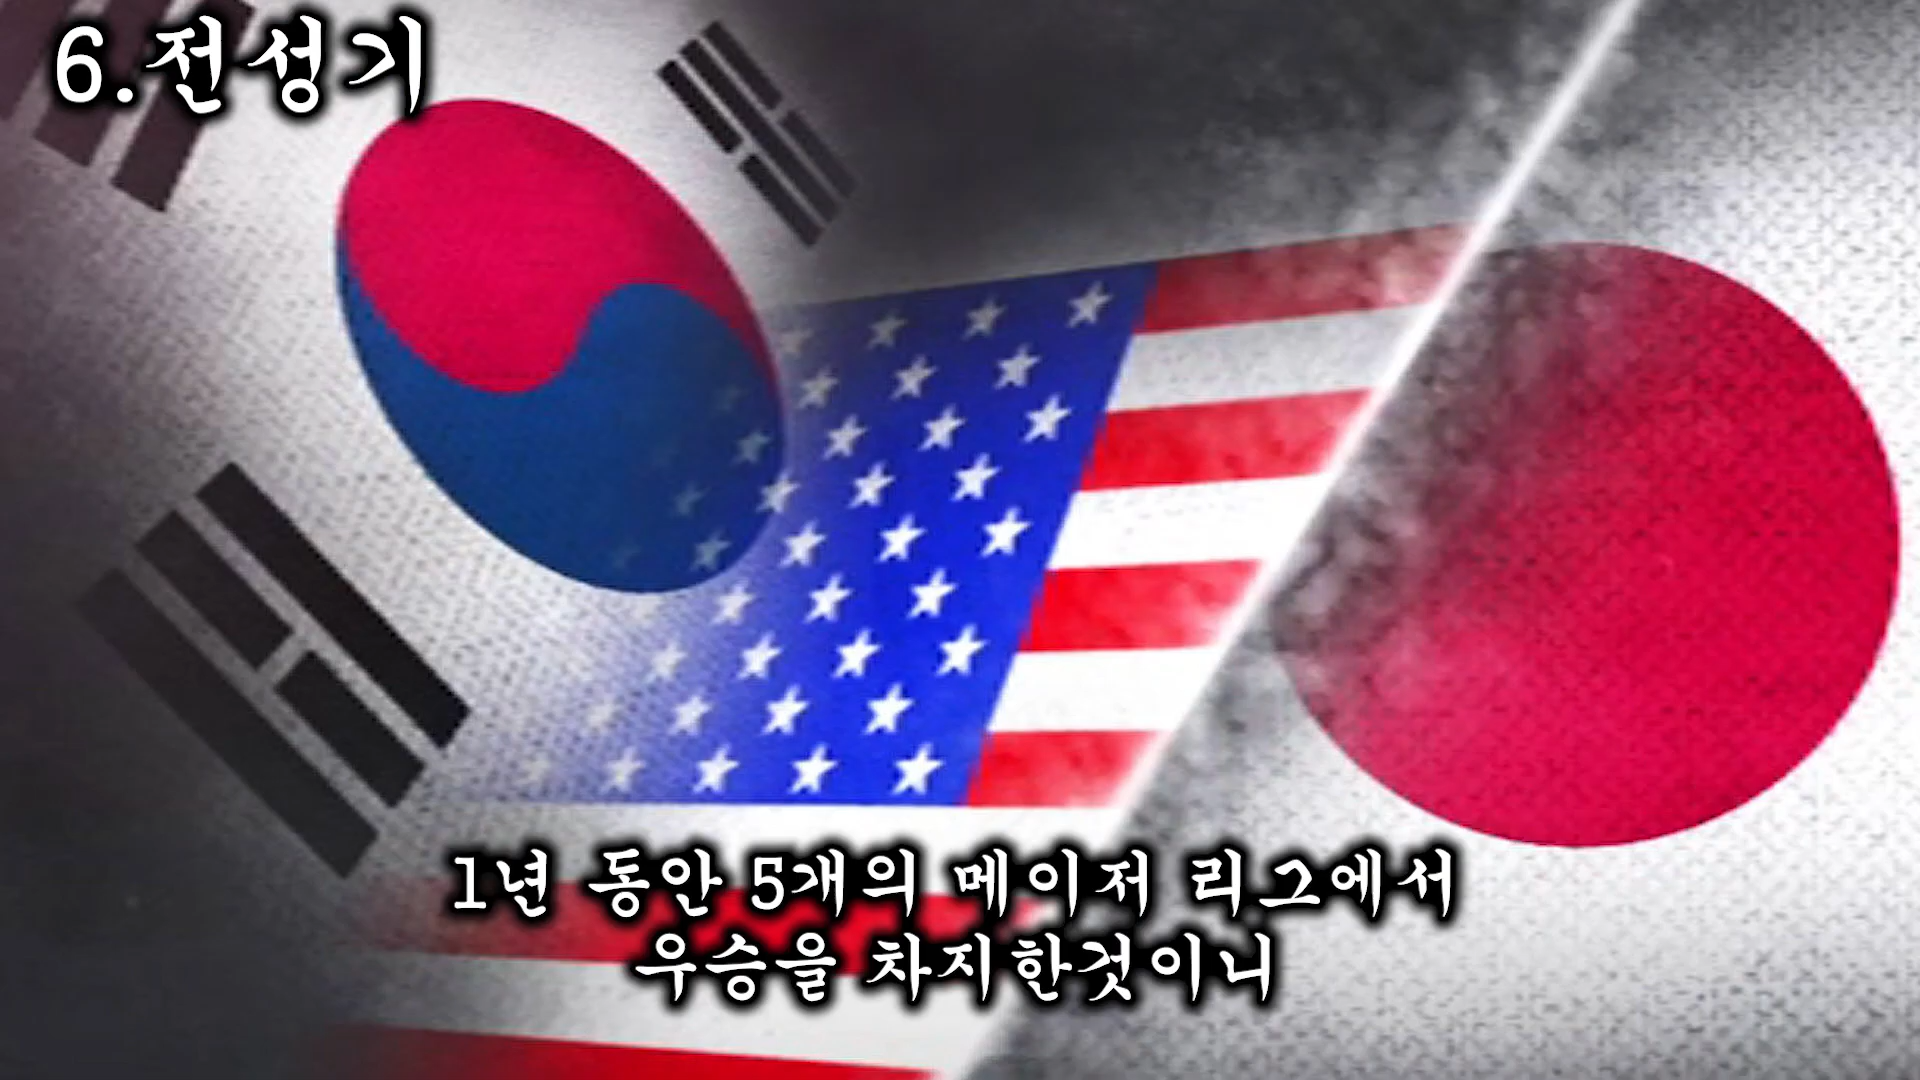 6.전성기
1년 동안 5개의 메이저 리그에서
우승을 차지한것이니